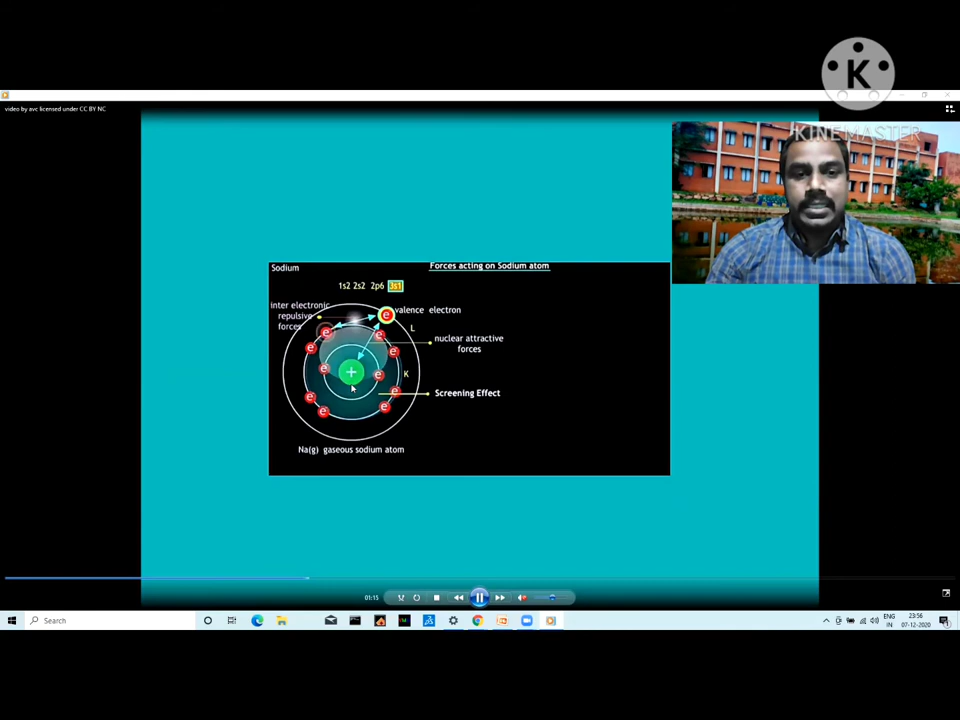 K
KINEMASTER
video by avc licensed under CC BY NC
Sodium
Forces acting on Sodium atom
1s2 2s2 2p6 3s1
inter electronic
repulsive
forces
valence electron
L
nuclear attractive
forces
K
Screening Effect
e
e
e
e
e
e
e
e
e
e
e
+
Na(g) gaseous sodium atom
01:15
Search
ENG
IN
23:56
07-12-2020